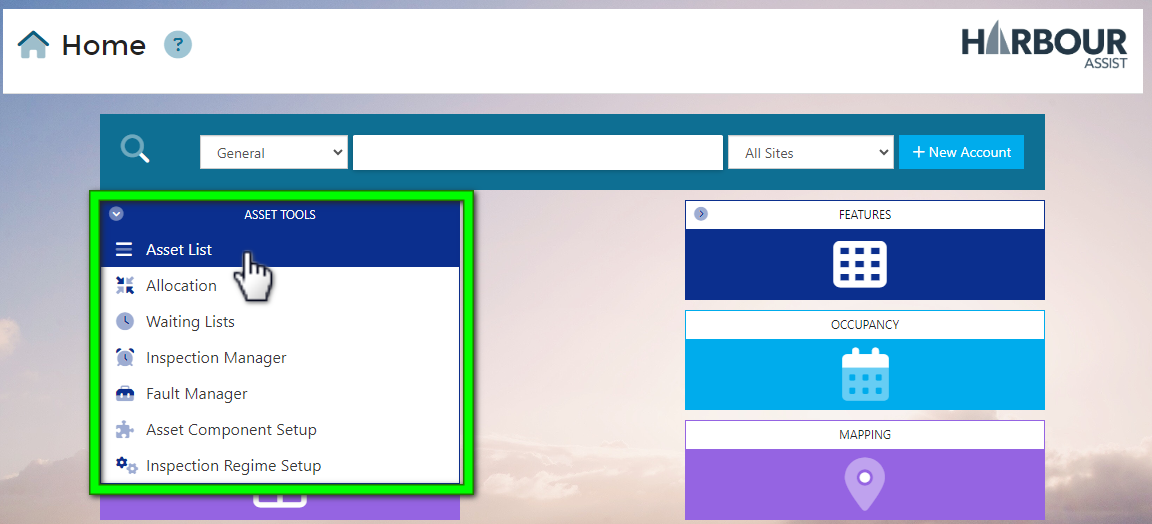 Home ?
HARBOUR
ASSIST
General
All Sites
+ New Account
ASSET TOOLS
Asset List
Allocation
Waiting Lists
Inspection Manager
Fault Manager
Asset Component Setup
Inspection Regime Setup
FEATURES
OCCUPANCY
MAPPING